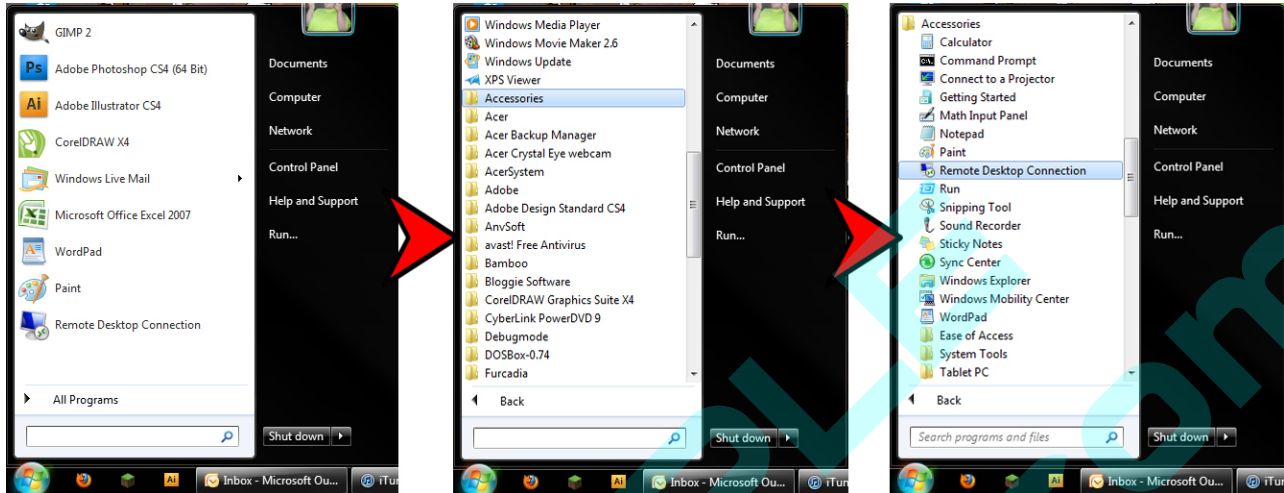 GIMP 2
Ps
Adobe Photoshop CS4 (64 Bit)
Ai
Adobe Illustrator CS4
CorelDRAW X4
Windows Live Mail
Microsoft Office Excel 2007
WordPad
Paint
Remote Desktop Connection
All Programs
Documents
Computer
Network
Control Panel
Help and Support
Run...
Shut down
Ai
Inbox - Microsoft Ou...
iTu
Windows Media Player
Windows Movie Maker 2.6
Windows Update
XPS Viewer
Accessories
Acer
Acer Backup Manager
Acer Crystal Eye webcam
AcerSystem
Adobe
Adobe Design Standard CS4
AnvSoft
avast! Free Antivirus
Bamboo
Bloggie Software
CorelDRAW Graphics Suite X4
CyberLink PowerDVD 9
Debugmode
DOSBox-0.74
Furcadia
Back
Documents
Computer
Network
Control Panel
Help and Support
Run...
Shut down
Ai
Inbox - Microsoft Ou...
iTun
Accessories
Calculator
Command Prompt
Connect to a Projector
Getting Started
Math Input Panel
Notepad
Paint
Remote Desktop Connection
Run
Snipping Tool
Sound Recorder
Sticky Notes
Sync Center
Windows Explorer
Windows Mobility Center
WordPad
Ease of Access
System Tools
Tablet PC
Back
Search programs and files
Documents
Computer
Network
Control Panel
Help and Support
Run...
Shut down
Ai
Inbox - Microsoft Ou...
iTu